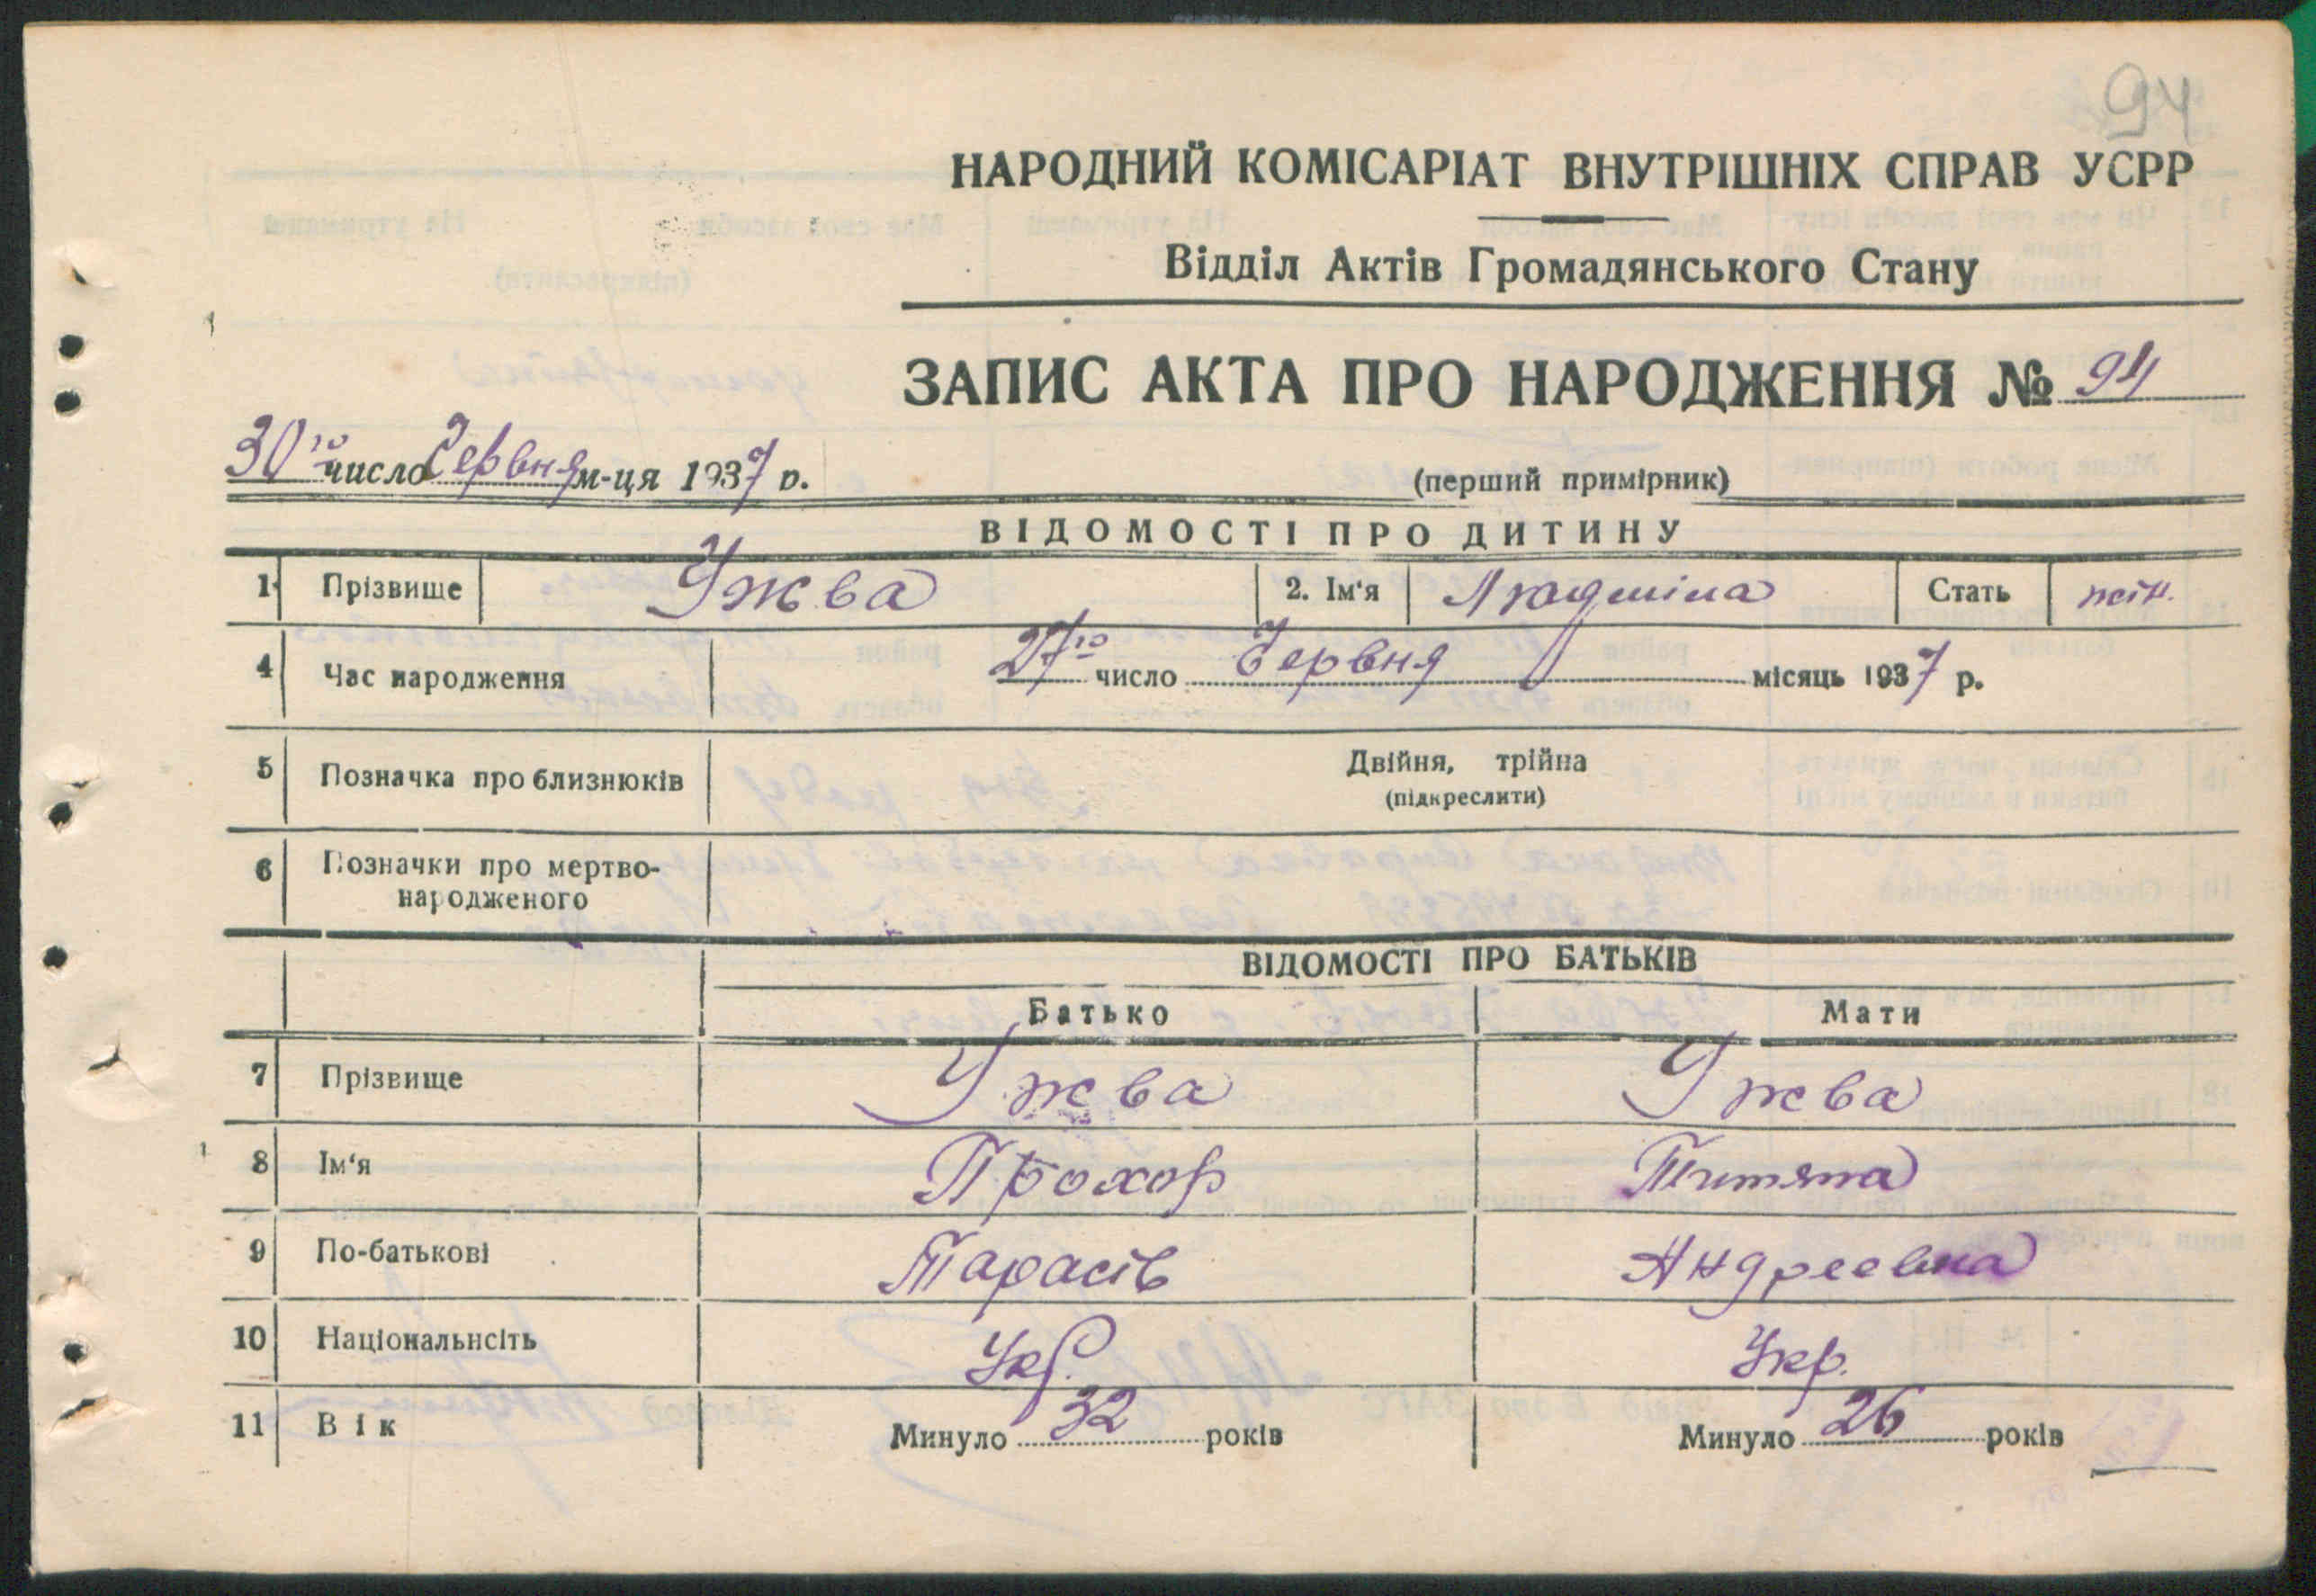 94
НАРОДНИЙ КОМІСАРІАТ ВНУТРІШНІХ СПРАВ УСРР
Відділ Актів Громадянського Стану
ЗАПИС АКТА ПРО НАРОДЖЕННЯ № 94
30го число Червня м-ця 1937 р.
(перший примірник)
ВІДОМОСТІ ПРО ДИТИНУ
1 Прізвище Ужва 2. Ім'я Людміла Стать жін.
4 Час народження 27го число Червня місяць 1937 р.
5 Позначка про близнюків Двійня, трійна
(підкреслити)
6 Позначки про мертво-
народженого
ВІДОМОСТІ ПРО БАТЬКІВ
Батько Мати
7 Прізвище Ужва Ужва
8 Ім'я Прохор Титяна
9 По-батькові Тарасів Андреевна
10 Національнсіть Укр. Укр.
11 Вік Минуло 32 років Минуло 26 років